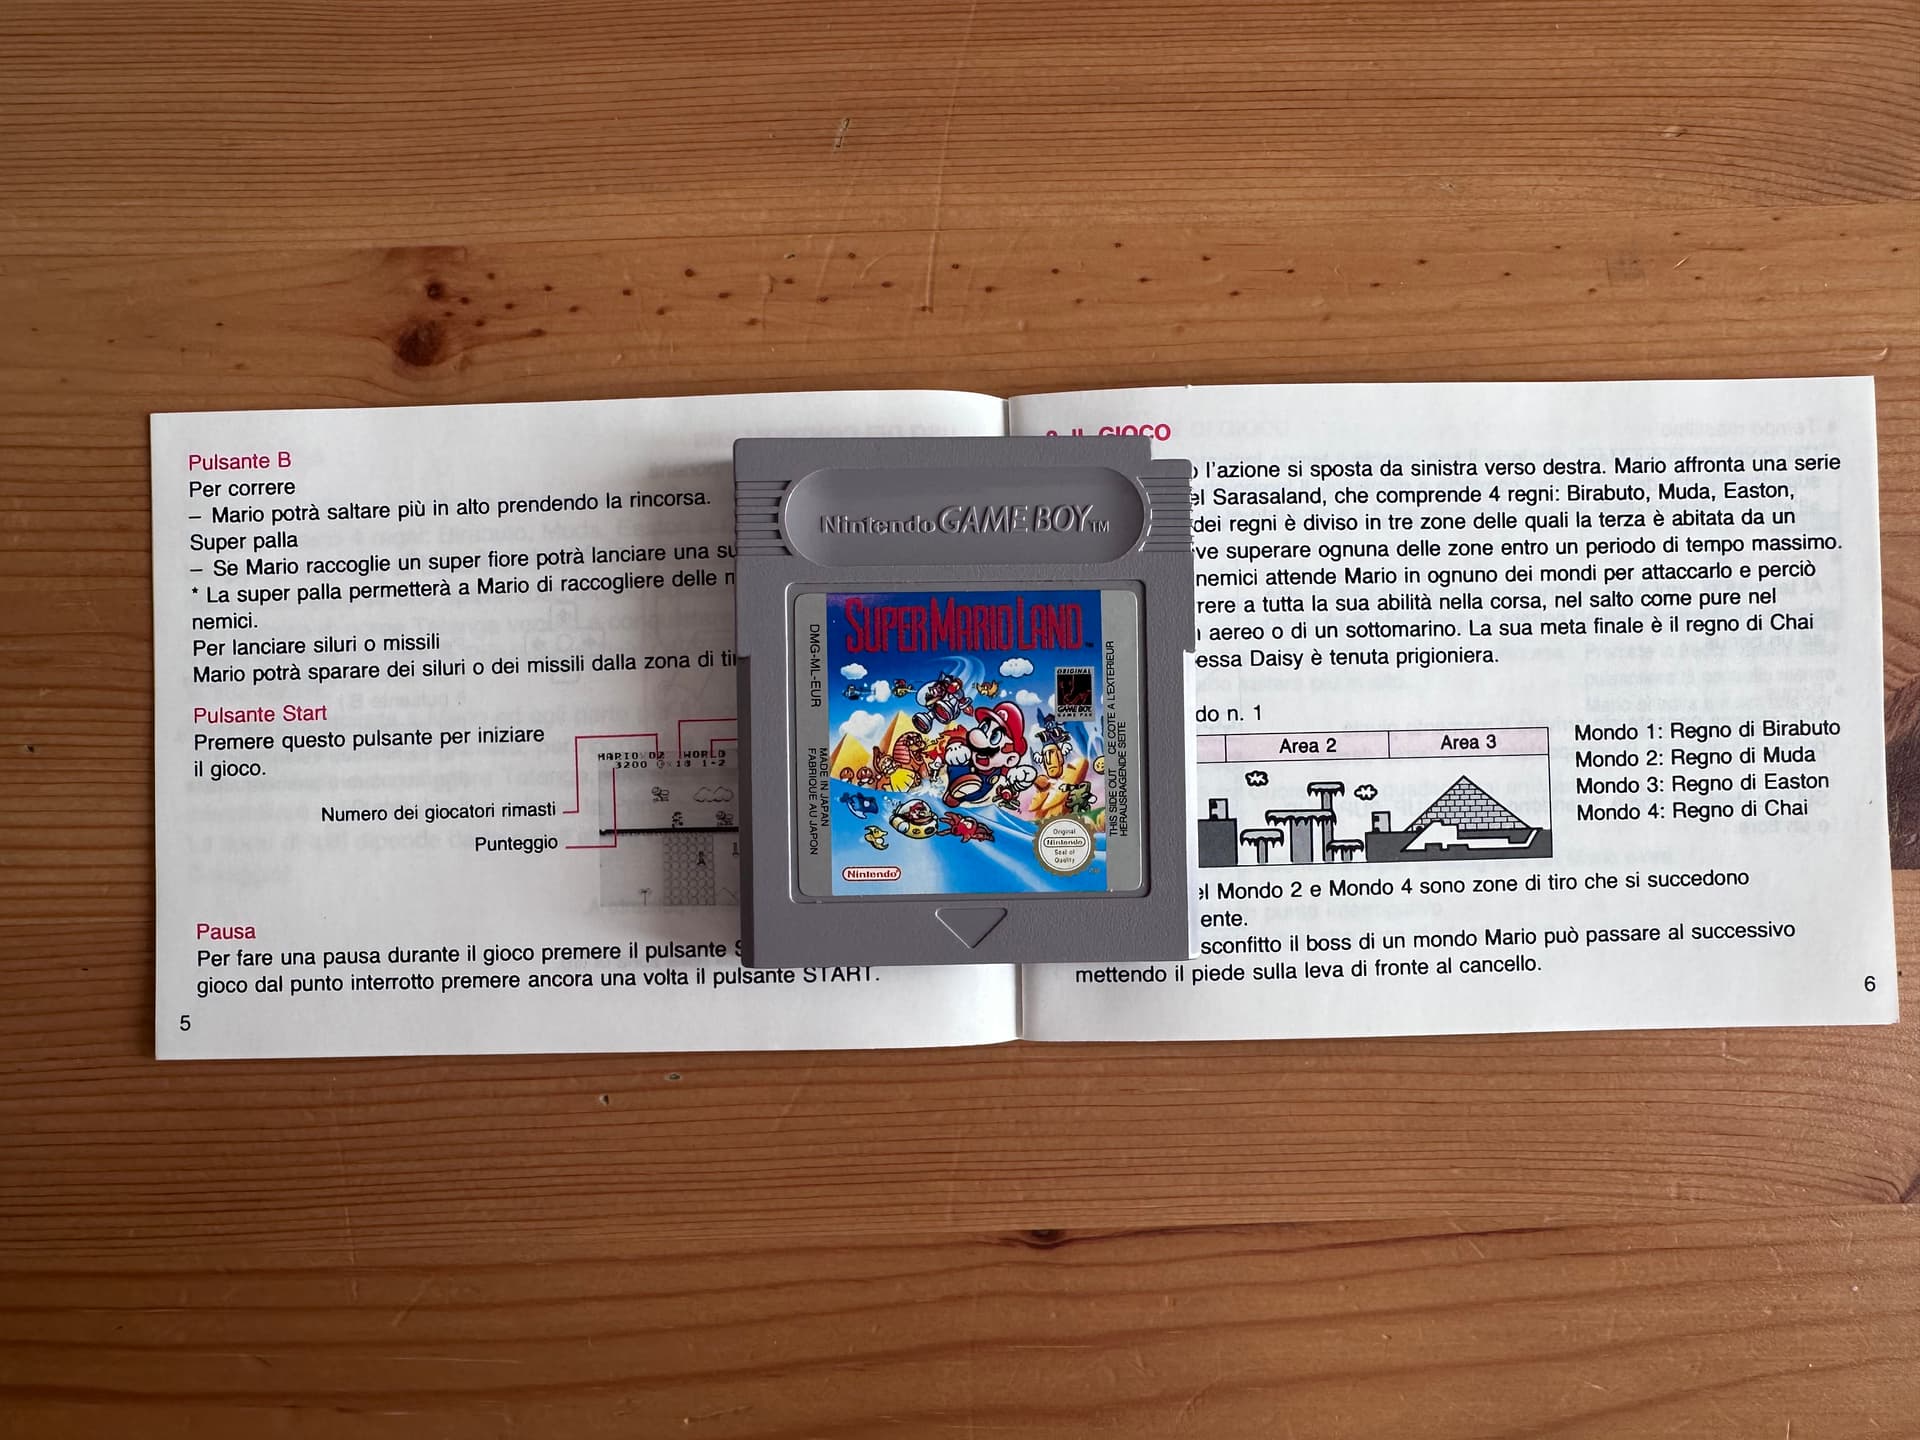 Pulsante B
Per correre
– Mario potrà saltare più in alto prendendo la rincorsa.
Super palla
– Se Mario raccoglie un super fiore potrà lanciare una
* La super palla permetterà a Mario di raccogliere delle
nemici.
Per lanciare siluri o missili
Mario potrà sparare dei siluri o dei missili dalla zona di
Pulsante Start
Premere questo pulsante per iniziare
il gioco.
MARIO WORLD
3200 1-2
Numero dei giocatori rimasti
Punteggio
Pausa
Per fare una pausa durante il gioco premere il pulsante
gioco dal punto interrotto premere ancora una volta il pulsante START.
5
Nintendo GAME BOY TM
SUPER MARIO LAND
DMG-ML-EUR
MADE IN JAPAN
FABRIQUE AU JAPON
ORIGINAL
GAME BOY
GAME PAK
THIS SIDE OUT CE COTE A L'EXTERIEUR
HERAUSRAGENDE SEITE
Original
Nintendo
Seal of
Quality
Nintendo
IL GIOCO
l'azione si sposta da sinistra verso destra. Mario affronta una serie
Sarasaland, che comprende 4 regni: Birabuto, Muda, Easton,
dei regni è diviso in tre zone delle quali la terza è abitata da un
superare ognuna delle zone entro un periodo di tempo massimo.
nemici attende Mario in ognuno dei mondi per attaccarlo e perciò
a tutta la sua abilità nella corsa, nel salto come pure nel
aereo o di un sottomarino. La sua meta finale è il regno di Chai
Daisy è tenuta prigioniera.
n. 1
Area 2
Area 3
Mondo 1: Regno di Birabuto
Mondo 2: Regno di Muda
Mondo 3: Regno di Easton
Mondo 4: Regno di Chai
Mondo 2 e Mondo 4 sono zone di tiro che si succedono
sconfitto il boss di un mondo Mario può passare al successivo
mettendo il piede sulla leva di fronte al cancello.
6